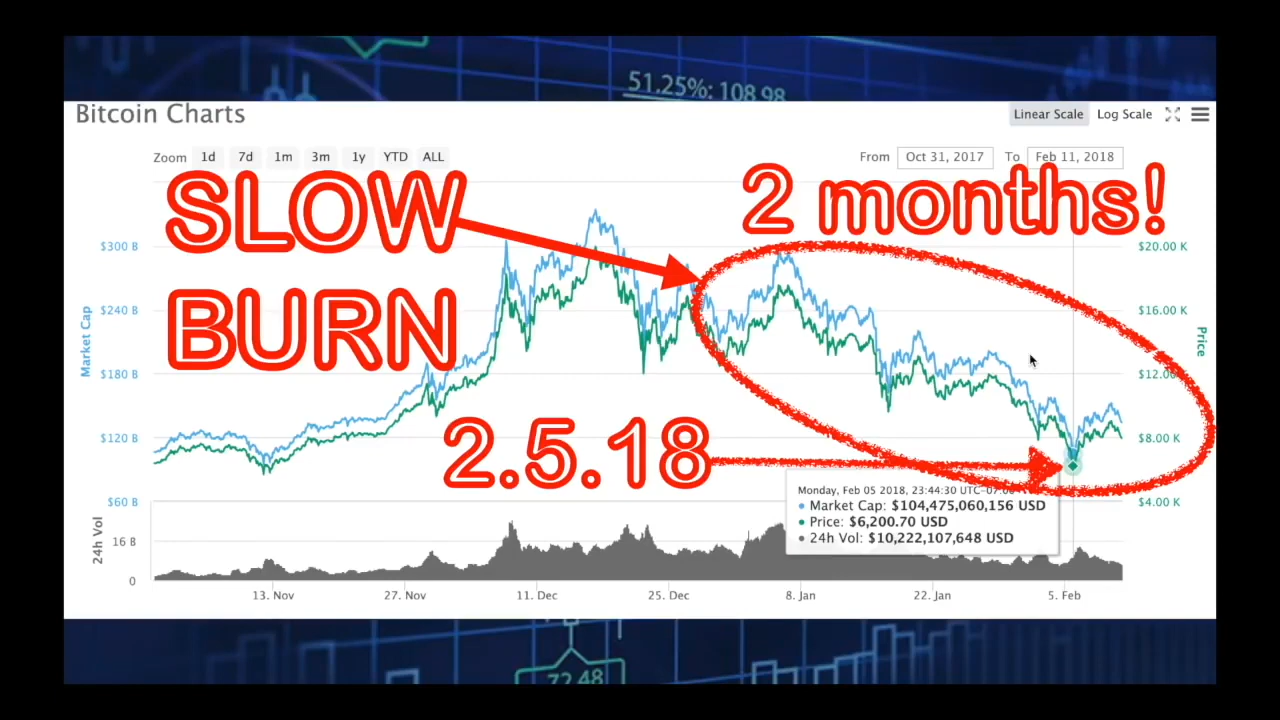 51.25%: 108.98
Bitcoin Charts
Linear Scale Log Scale
Zoom 1d 7d 1m 3m 1y YTD ALL
From Oct 31, 2017 To Feb 11, 2018
SLOW
BURN
2 months!
2.5.18
$300 B
$240 B
$180 B
$120 B
$60 B
Market Cap
$20.00 K
$16.00 K
$12.00
$8.00 K
$4.00 K
Price
24h Vol
16 B
0
Monday, Feb 05 2018, 23:44:30 UTC-07:00
Market Cap: $104,475,060,156 USD
Price: $6,200.70 USD
24h Vol: $10,222,107,648 USD
13. Nov 27. Nov 11. Dec 25. Dec 8. Jan 22. Jan 5. Feb
72.48